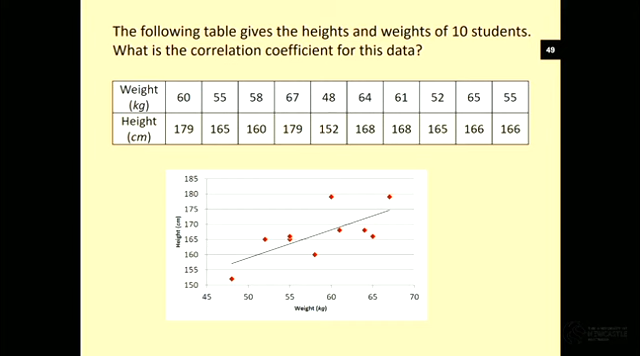 The following table gives the heights and weights of 10 students.
What is the correlation coefficient for this data?
49
Weight (kg) 60 55 58 67 48 64 61 52 65 55
Height (cm) 179 165 160 179 152 168 168 165 166 166
185
180
175
170
165
160
155
150
Height (cm)
45 50 55 60 65 70
Weight (kg)